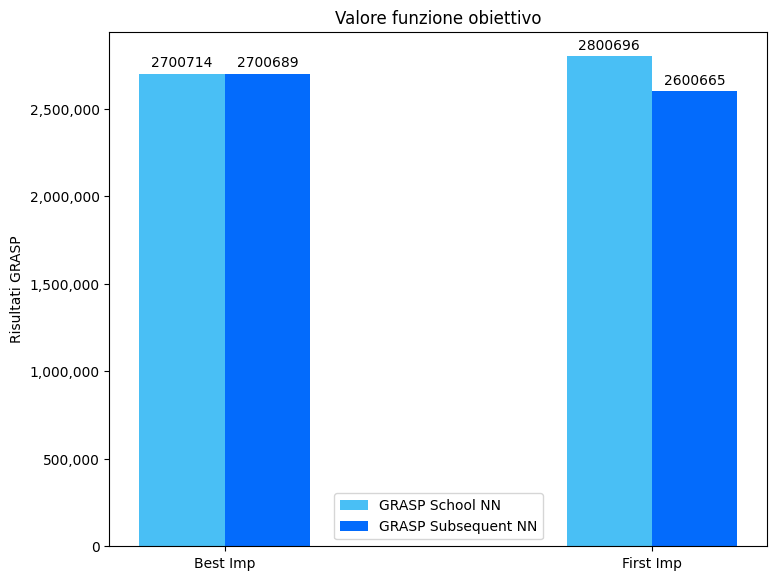 Valore funzione obiettivo
2700714
2700689
2800696
2600665
Risultati GRASP
2,500,000
2,000,000
1,500,000
1,000,000
500,000
0
GRASP School NN
GRASP Subsequent NN
Best Imp
First Imp